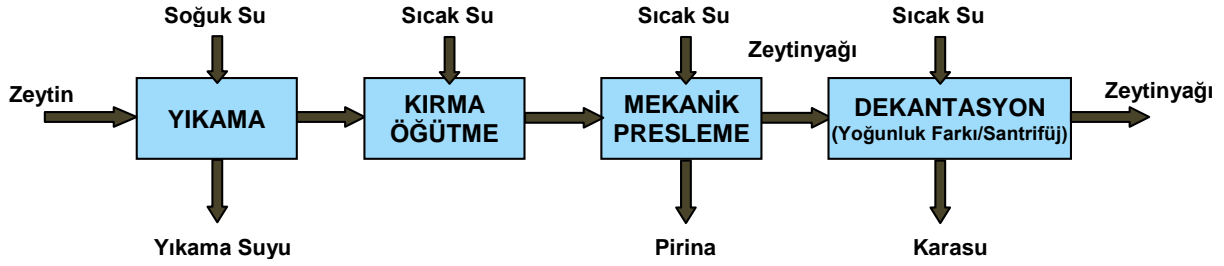 Soğuk Su
Sıcak Su
Sıcak Su
Sıcak Su
Zeytin
YIKAMA
KIRMA
ÖĞÜTME
MEKANİK
PRESLEME
Zeytinyağı
DEKANTASYON
(Yoğunluk Farkı/Santrifüj)
Zeytinyağı
Yıkama Suyu
Pirina
Karasu